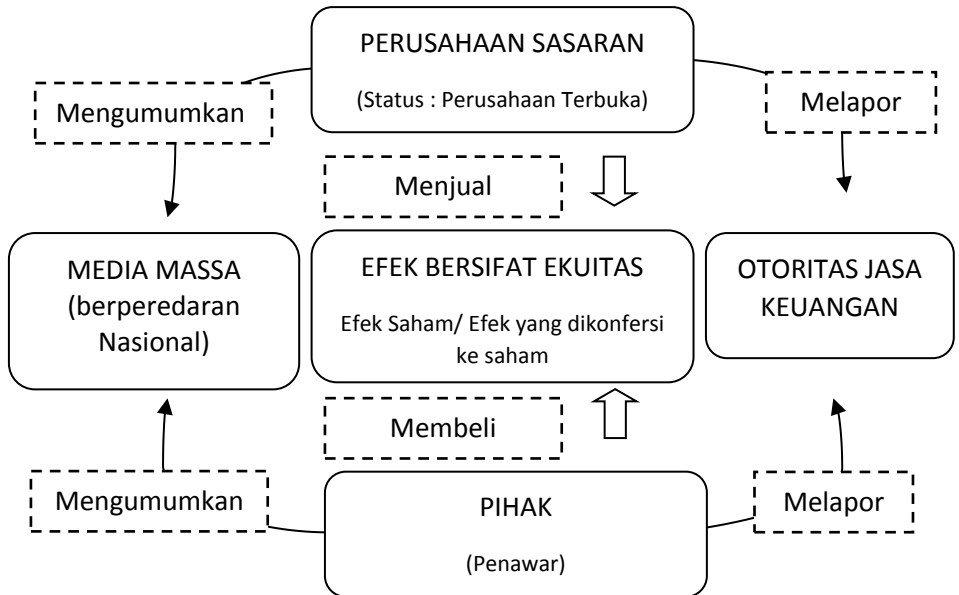 PERUSAHAAN SASARAN
(Status : Perusahaan Terbuka)
Mengumumkan
Melapor
Menjual
MEDIA MASSA
(berperedaran
Nasional)
EFEK BERSIFAT EKUITAS
Efek Saham/ Efek yang dikonfersi
ke saham
OTORITAS JASA
KEUANGAN
Membeli
Mengumumkan
PIHAK
(Penawar)
Melapor